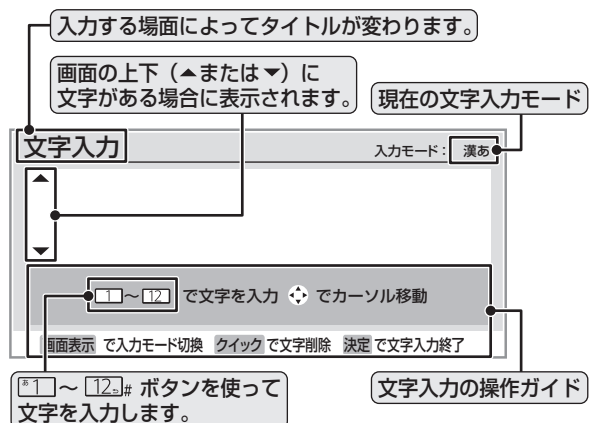 入力する場面によってタイトルが変わります。
画面の上下（▲または▼）に
文字がある場合に表示されます。
現在の文字入力モード
文字入力
入力モード： 漢あ
▲
▼
1～12 で文字を入力 でカーソル移動
画面表示 で入力モード切換 クイック で文字削除 決定 で文字入力終了
あ1～12わ# ボタンを使って
文字を入力します。
文字入力の操作ガイド